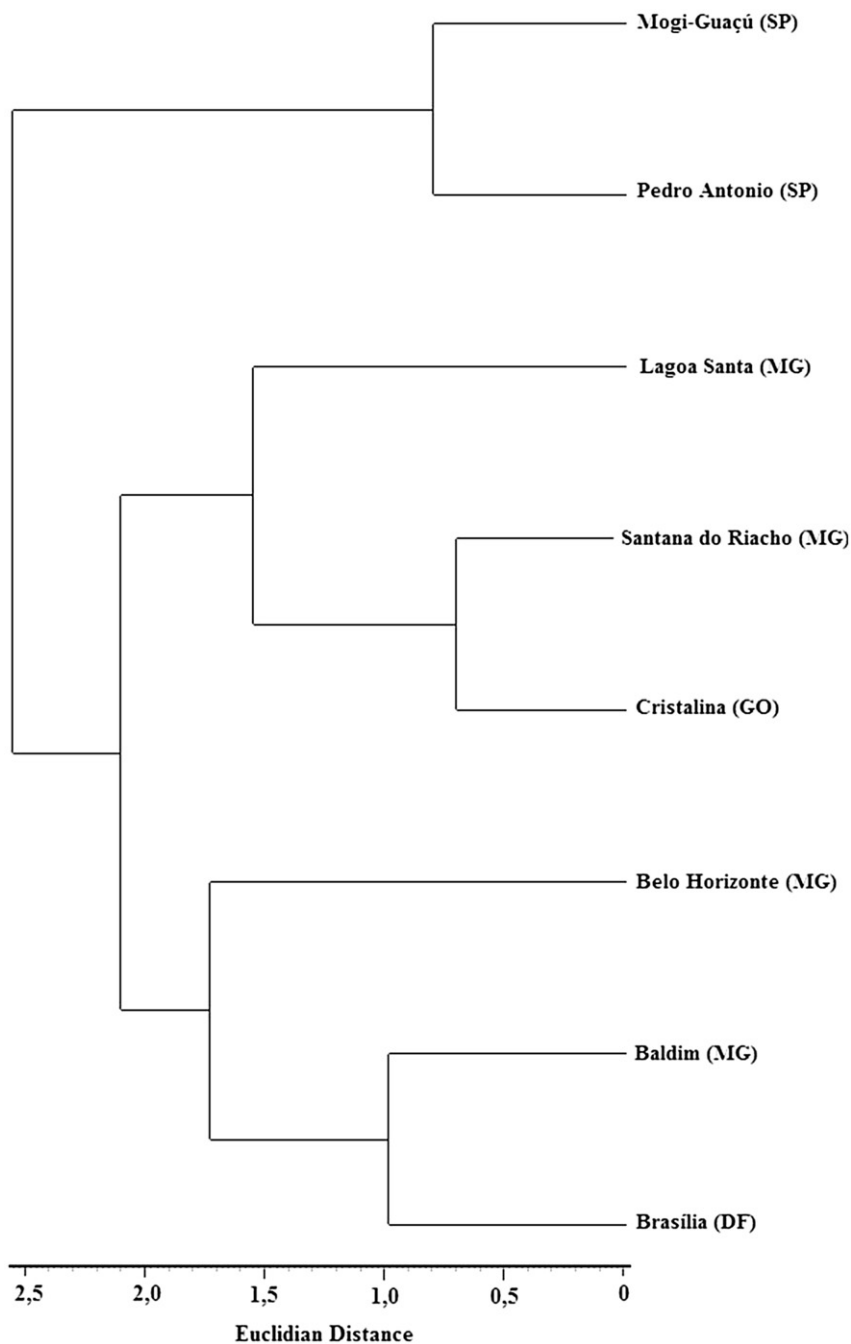 Mogi-Guaçú (SP)
Pedro Antonio (SP)
Lagoa Santa (MG)
Santana do Riacho (MG)
Cristalina (GO)
Belo Horizonte (MG)
Baldim (MG)
Brasília (DF)
2,5 2,0 1,5 1,0 0,5 0
Euclidian Distance